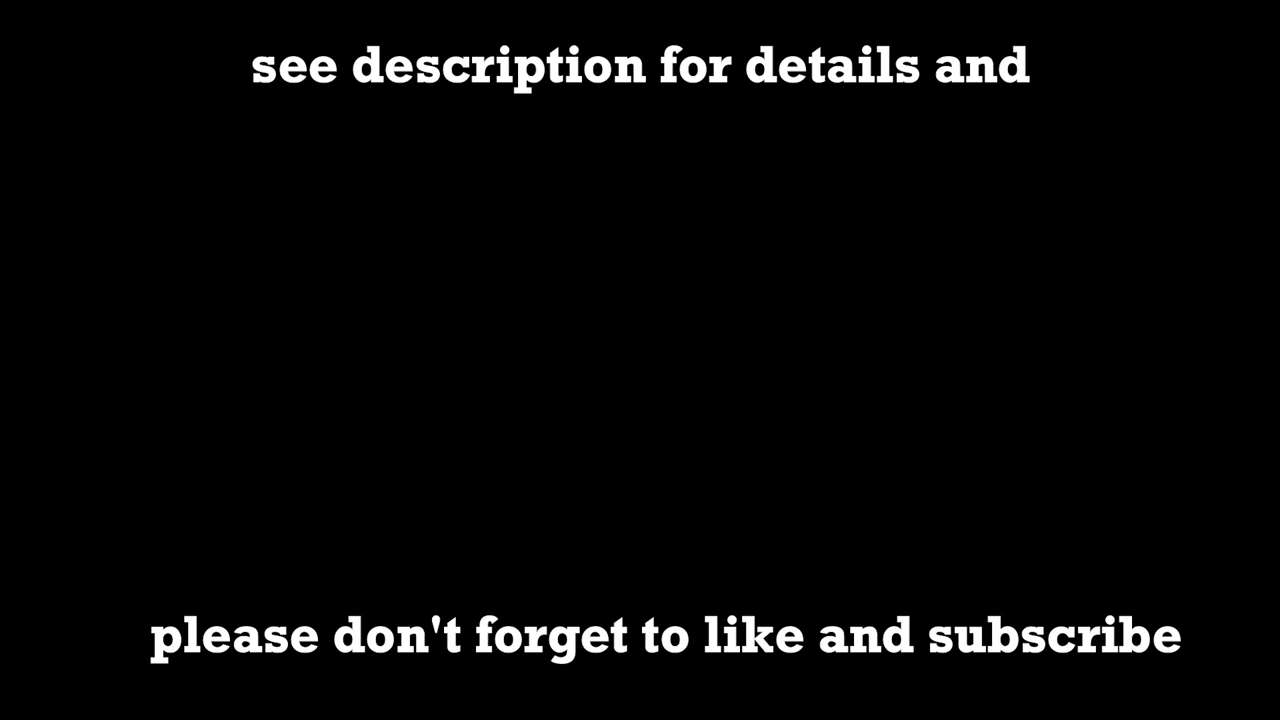 see description for details and
please don't forget to like and subscribe